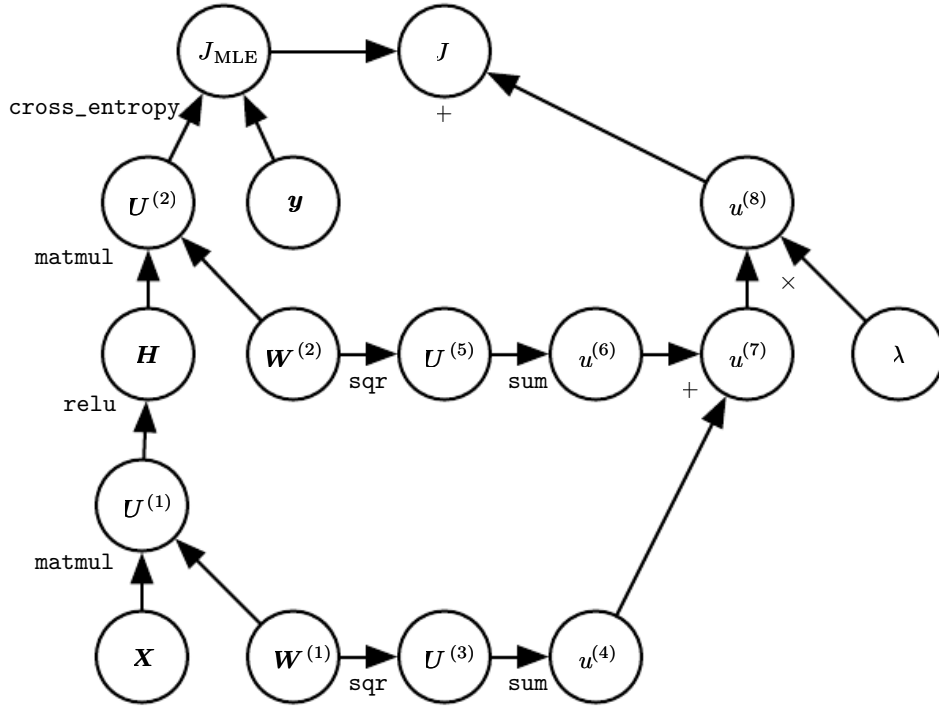 J_MLE J
cross_entropy +
U^(2) y u^(8)
matmul ×
H W^(2) U^(5) u^(6) u^(7) λ
relu sqr sum +
U^(1)
matmul
X W^(1) U^(3) u^(4)
sqr sum